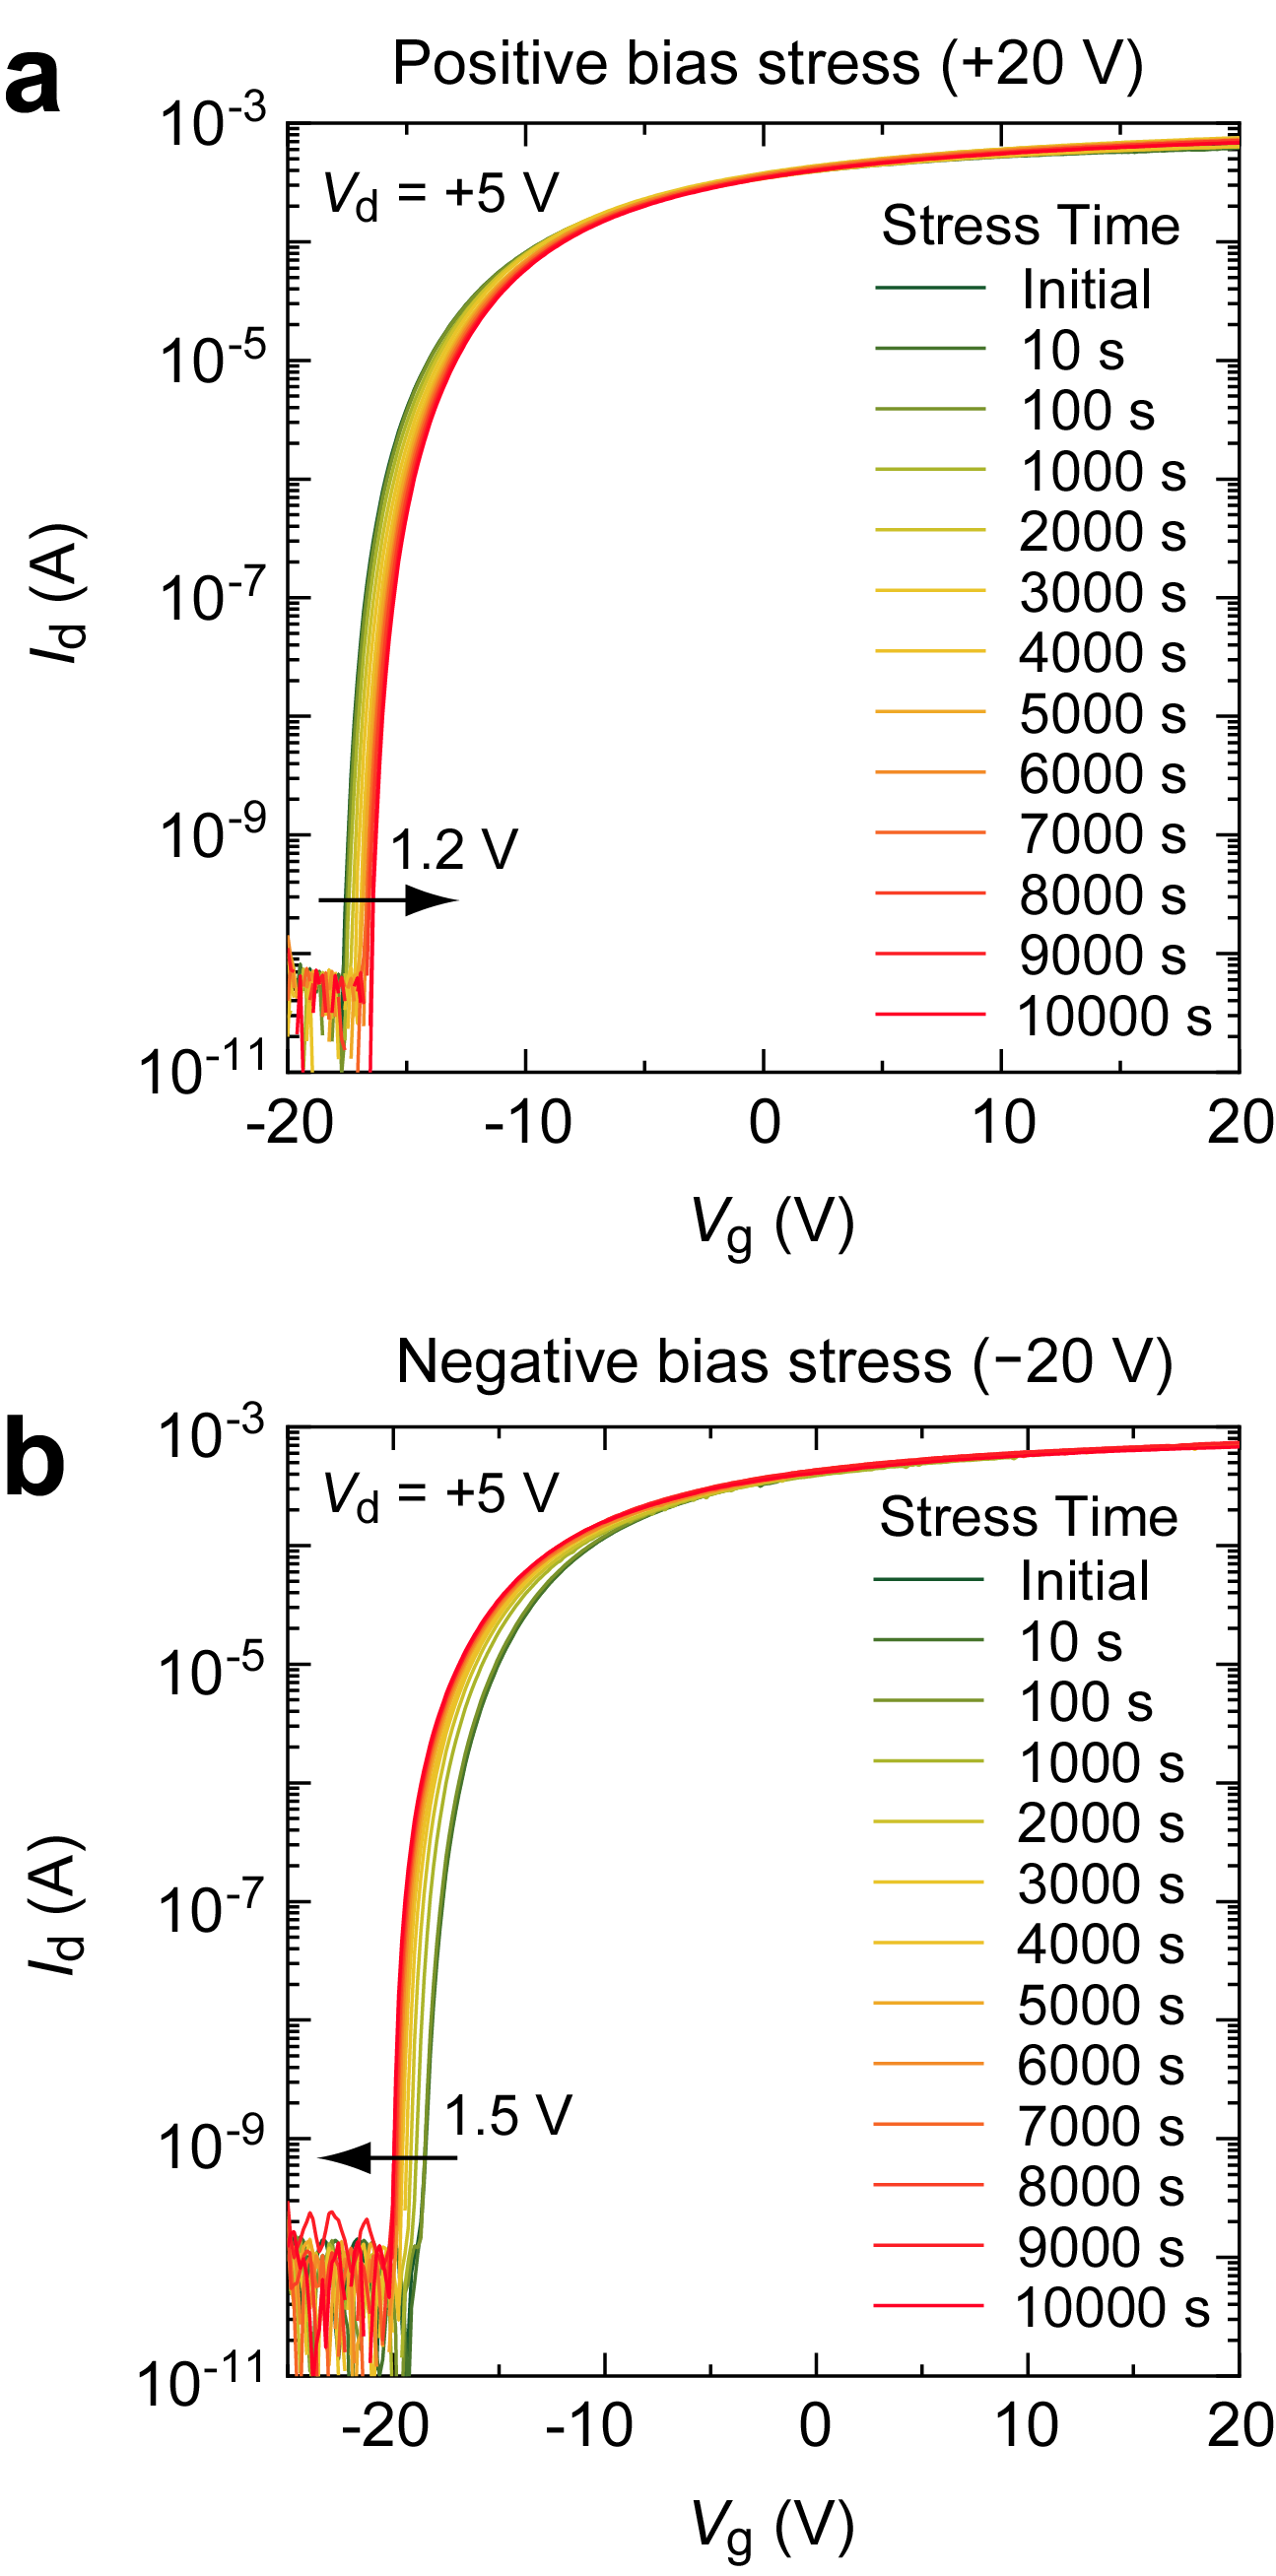 a
Positive bias stress (+20 V)
10-3
10-5
10-7
10-9
10-11
Id (A)
Vd = +5 V
Stress Time
Initial
10 s
100 s
1000 s
2000 s
3000 s
4000 s
5000 s
6000 s
7000 s
8000 s
9000 s
10000 s
1.2 V
-20 -10 0 10 20
Vg (V)
b
Negative bias stress (−20 V)
10-3
10-5
10-7
10-9
10-11
Id (A)
Vd = +5 V
Stress Time
Initial
10 s
100 s
1000 s
2000 s
3000 s
4000 s
5000 s
6000 s
7000 s
8000 s
9000 s
10000 s
1.5 V
-20 -10 0 10 20
Vg (V)